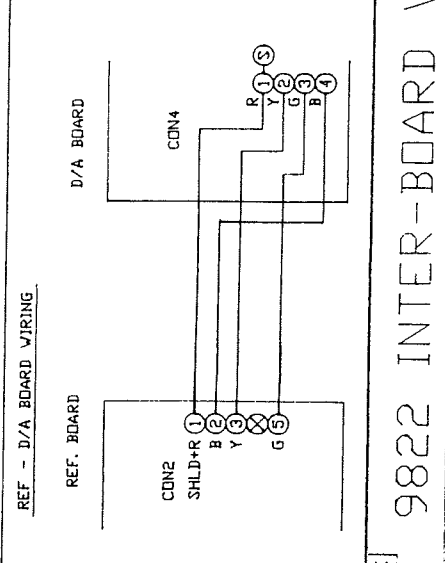 REF - D/A BOARD WIRING
REF. BOARD
D/A BOARD
CON2
CON4
SHLD+R 1
B 2
Y 3
G 5
R 1 S
Y 2
G 3
B 4
9822 INTER-BOARD